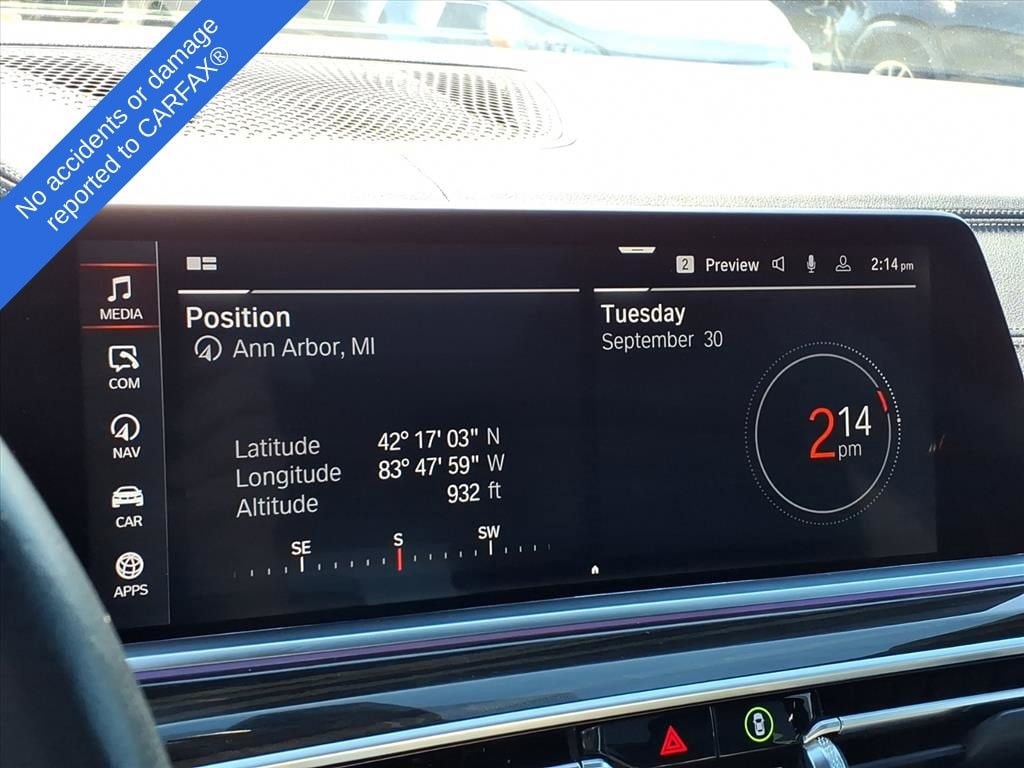 No accidents or damage
reported to CARFAX®
2 Preview 2:14 pm
MEDIA
COM
NAV
CAR
APPS
Position
Ann Arbor, MI
Latitude 42° 17' 03" N
Longitude 83° 47' 59" W
Altitude 932 ft
SE S SW
Tuesday
September 30
2 14
pm